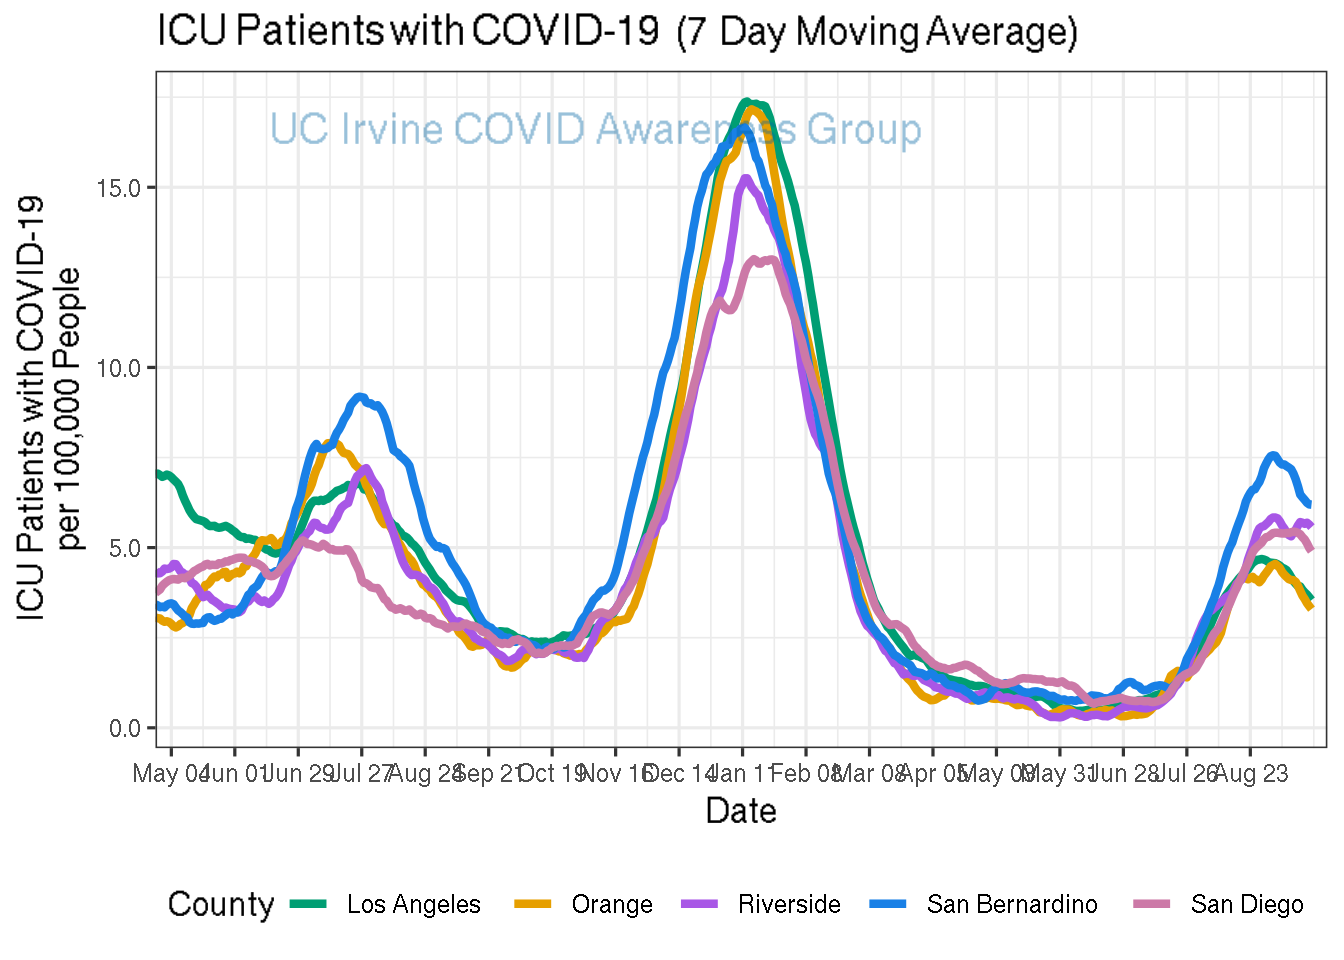 ICU Patients with COVID-19 (7 Day Moving Average)
UC Irvine COVID Awareness Group
ICU Patients with COVID-19
per 100,000 People
15.0
10.0
5.0
0.0
May 04 Jun 01 Jun 29 Jul 27 Aug 24 Sep 21 Oct 19 Nov 16 Dec 14 Jan 11 Feb 08 Mar 08 Apr 05 May 03 May 31 Jun 28 Jul 26 Aug 23
Date
County Los Angeles Orange Riverside San Bernardino San Diego